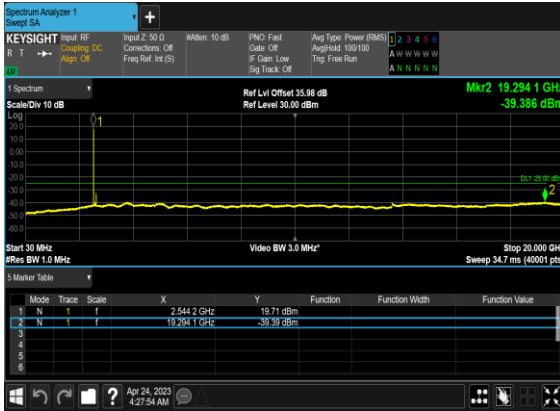 Spectrum Analyzer 1
Swept SA
+
KEYSIGHT Input: RF Input Z: 50 Ω #Atten: 10 dB PNO: Fast Avg Type: Power (RMS) 1 2 3 4 5 6
R T Coupling: DC Corrections: Off Gate: Off Avg|Hold: 100/100 A W W W W W
Align: Off Freq Ref: Int (S) IF Gain: Low Trig: Free Run
Sig Track: Off A N N N N N
1 Spectrum Ref Lvl Offset 35.98 dB Mkr2 19.294 1 GHz
Scale/Div 10 dB Ref Level 30.00 dBm -39.386 dBm
Log
1
20.0
10.0
0.00
-10.0
-20.0
DL1 -25.00 dBm
-30.0
2
-40.0
-50.0
-60.0
Start 30 MHz Video BW 3.0 MHz* Stop 20.000 GHz
#Res BW 1.0 MHz Sweep 34.7 ms (40001 pts)
5 Marker Table
Mode Trace Scale X Y Function Function Width Function Value
1 N 1 f 2.544 2 GHz 19.71 dBm
2 N 1 f 19.294 1 GHz -39.39 dBm
3
4
5
6
? Apr 24, 2023
4:27:54 AM